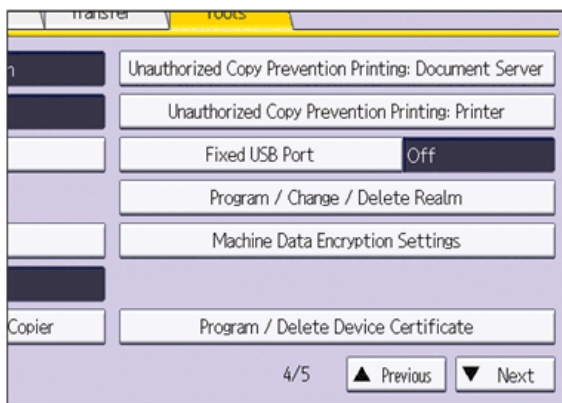 Transfer
Tools
Unauthorized Copy Prevention Printing: Document Server
Unauthorized Copy Prevention Printing: Printer
Fixed USB Port
Off
Program / Change / Delete Realm
Machine Data Encryption Settings
Copier
Program / Delete Device Certificate
4/5
▲ Previous
▼ Next